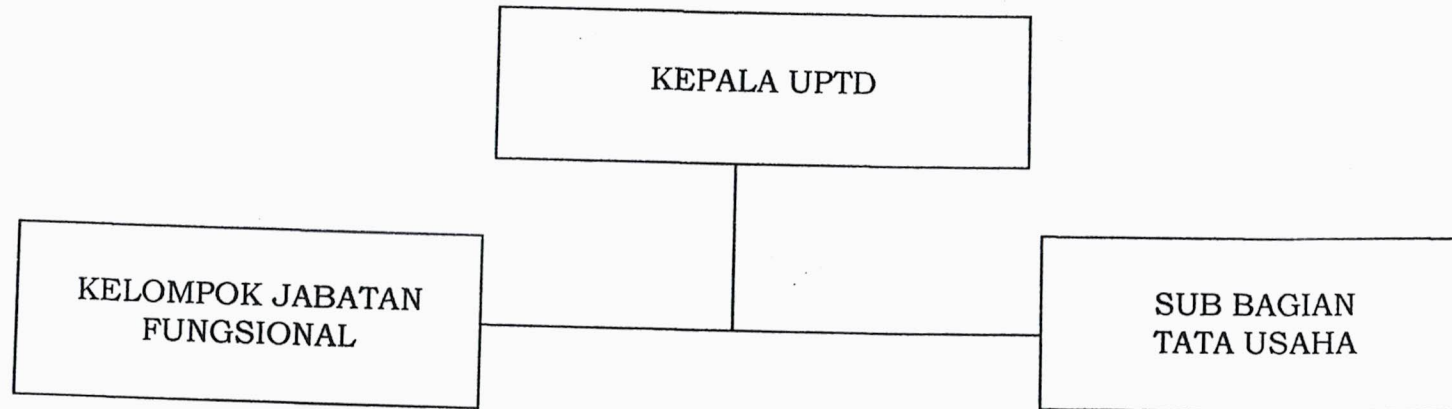 KEPALA UPTD
KELOMPOK JABATAN
FUNGSIONAL
SUB BAGIAN
TATA USAHA